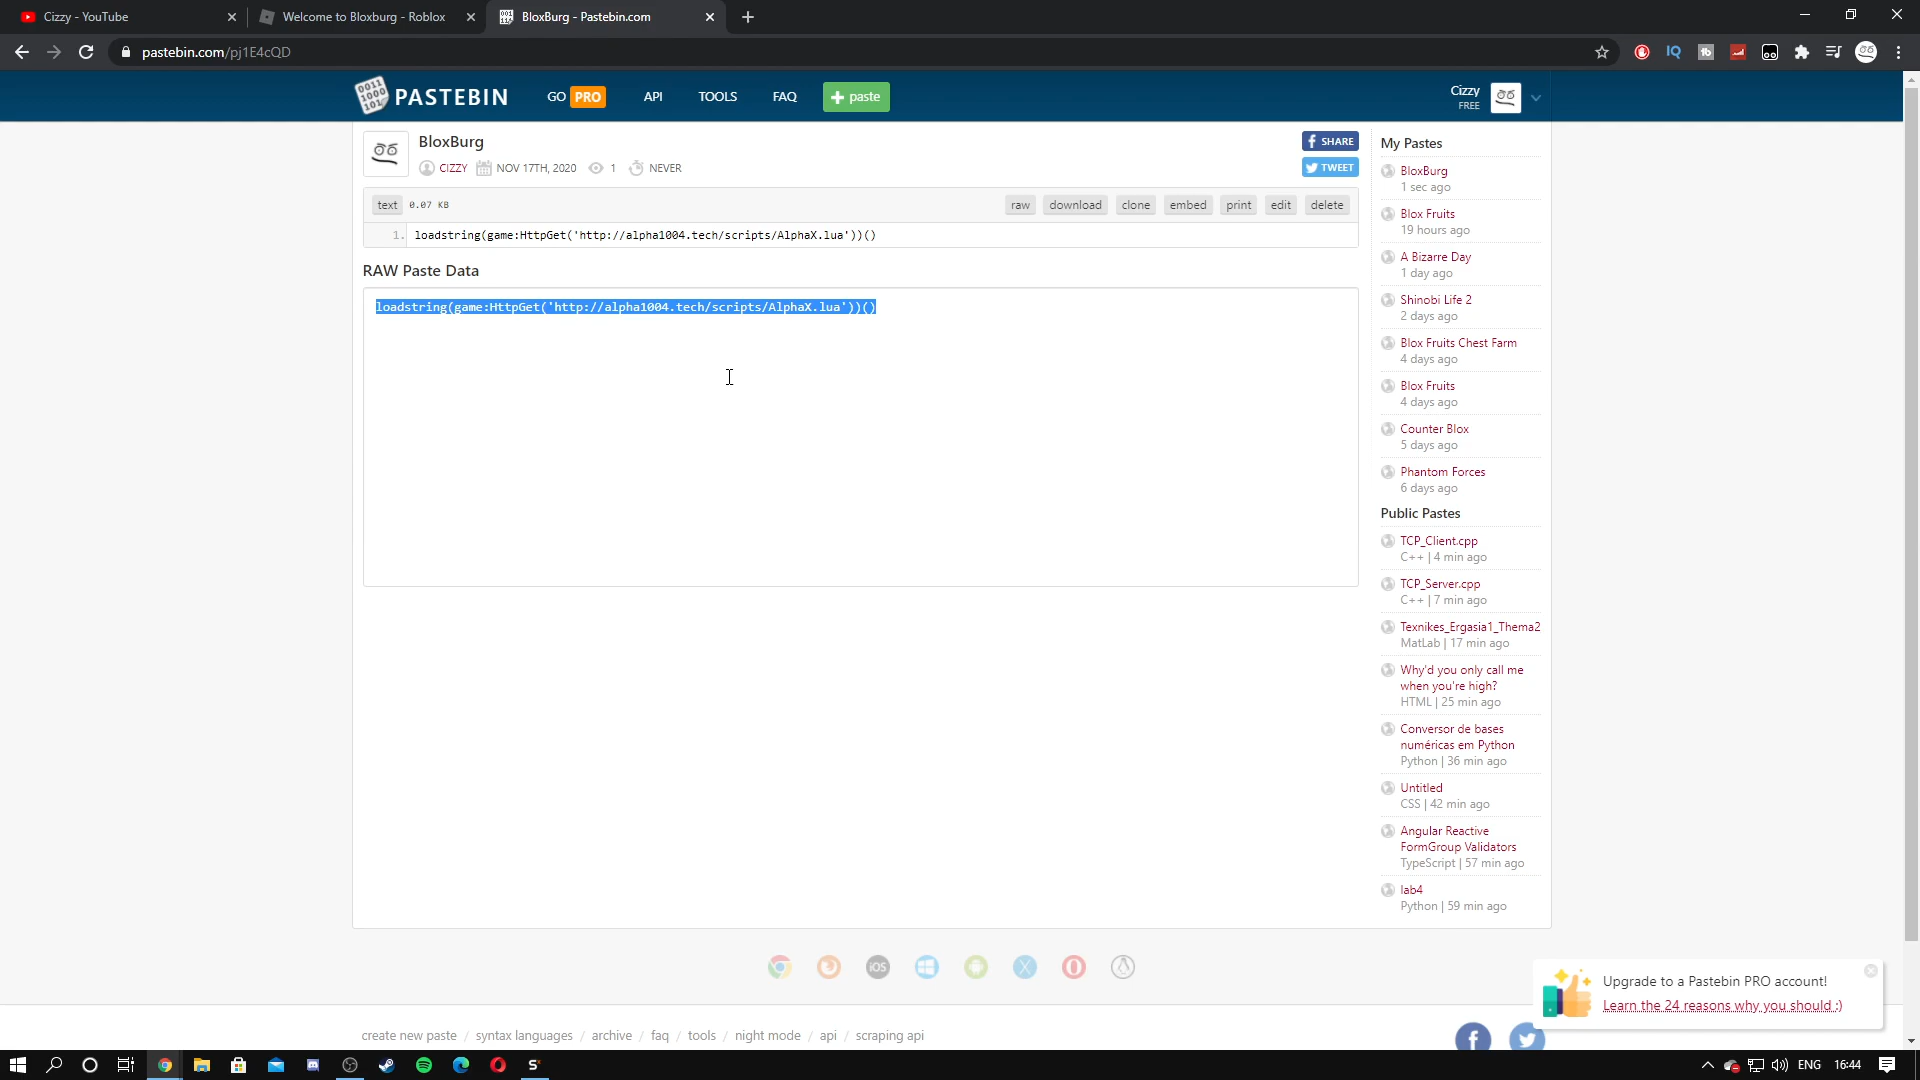 Cizzy - YouTube
Welcome to Bloxburg - Roblox
BloxBurg - Pastebin.com
pastebin.com/pj1E4cQD
PASTEBIN
GO PRO
API
TOOLS
FAQ
+ paste
Cizzy
FREE
BloxBurg
CIZZY
NOV 17TH, 2020
1
NEVER
SHARE
TWEET
text
0.07 KB
raw
download
clone
embed
print
edit
delete
1. loadstring(game:HttpGet('http://alpha1004.tech/scripts/AlphaX.lua'))()
RAW Paste Data
loadstring(game:HttpGet('http://alpha1004.tech/scripts/AlphaX.lua'))()
My Pastes
BloxBurg
1 sec ago
Blox Fruits
19 hours ago
A Bizarre Day
1 day ago
Shinobi Life 2
2 days ago
Blox Fruits Chest Farm
4 days ago
Blox Fruits
4 days ago
Counter Blox
5 days ago
Phantom Forces
6 days ago
Public Pastes
TCP_Client.cpp
C++ | 4 min ago
TCP_Server.cpp
C++ | 7 min ago
Texnikes_Ergasia1_Thema2
MatLab | 17 min ago
Why'd you only call me
when you're high?
HTML | 25 min ago
Conversor de bases
numéricas em Python
Python | 36 min ago
Untitled
CSS | 42 min ago
Angular Reactive
FormGroup Validators
TypeScript | 57 min ago
lab4
Python | 59 min ago
iOS
Upgrade to a Pastebin PRO account!
Learn the 24 reasons why you should :)
create new paste / syntax languages / archive / faq / tools / night mode / api / scraping api
ENG
16:44